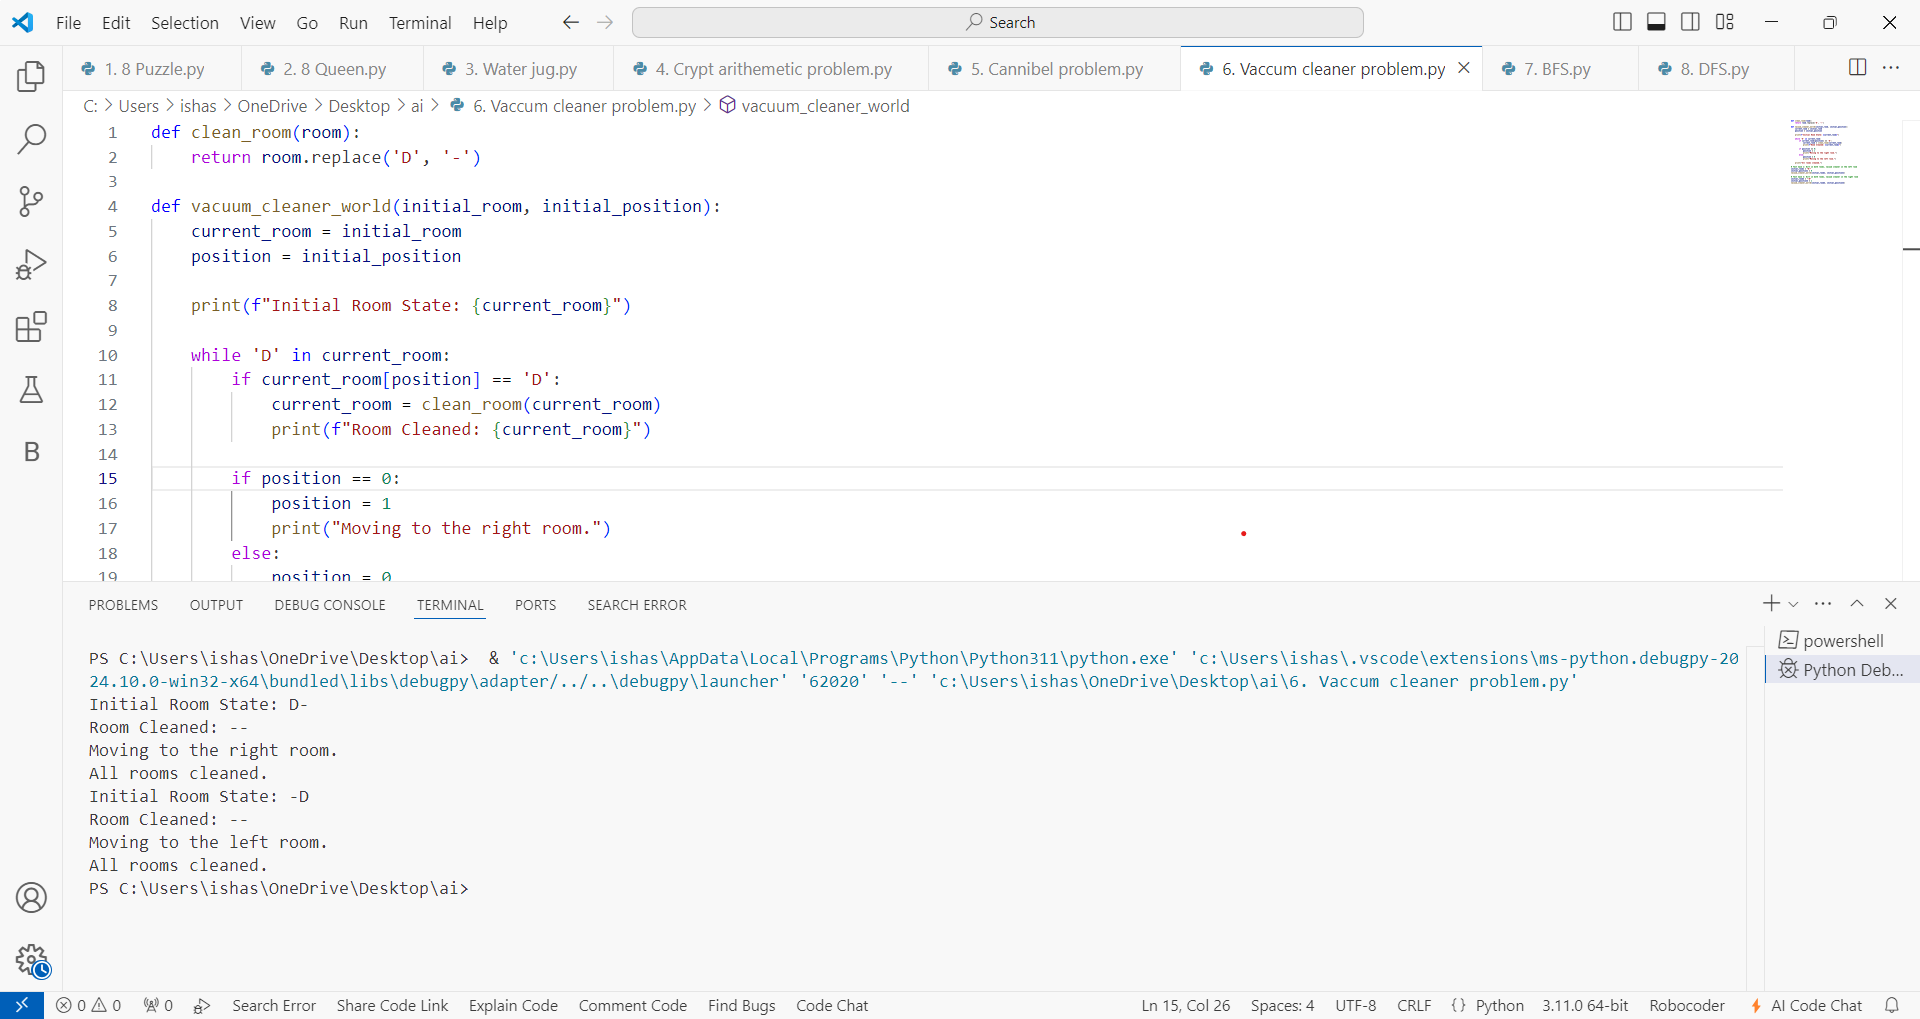 File Edit Selection View Go Run Terminal Help Search
1. 8 Puzzle.py 2. 8 Queen.py 3. Water jug.py 4. Crypt arithemetic problem.py 5. Cannibel problem.py 6. Vaccum cleaner problem.py 7. BFS.py 8. DFS.py
C: > Users > ishas > OneDrive > Desktop > ai > 6. Vaccum cleaner problem.py > vacuum_cleaner_world
1 def clean_room(room):
2 return room.replace('D', '-')
3
4 def vacuum_cleaner_world(initial_room, initial_position):
5 current_room = initial_room
6 position = initial_position
7
8 print(f"Initial Room State: {current_room}")
9
10 while 'D' in current_room:
11 if current_room[position] == 'D':
12 current_room = clean_room(current_room)
13 print(f"Room Cleaned: {current_room}")
14
15 if position == 0:
16 position = 1
17 print("Moving to the right room.")
18 else:
19 position = 0
PROBLEMS OUTPUT DEBUG CONSOLE TERMINAL PORTS SEARCH ERROR
powershell
Python Deb...
PS C:\Users\ishas\OneDrive\Desktop\ai> & 'c:\Users\ishas\AppData\Local\Programs\Python\Python311\python.exe' 'c:\Users\ishas\.vscode\extensions\ms-python.debugpy-20
24.10.0-win32-x64\bundled\libs\debugpy\adapter/../..\debugpy\launcher' '62020' '--' 'c:\Users\ishas\OneDrive\Desktop\ai\6. Vaccum cleaner problem.py'
Initial Room State: D-
Room Cleaned: --
Moving to the right room.
All rooms cleaned.
Initial Room State: -D
Room Cleaned: --
Moving to the left room.
All rooms cleaned.
PS C:\Users\ishas\OneDrive\Desktop\ai>
B
0 0 0 Search Error Share Code Link Explain Code Comment Code Find Bugs Code Chat Ln 15, Col 26 Spaces: 4 UTF-8 CRLF {} Python 3.11.0 64-bit Robocoder AI Code Chat